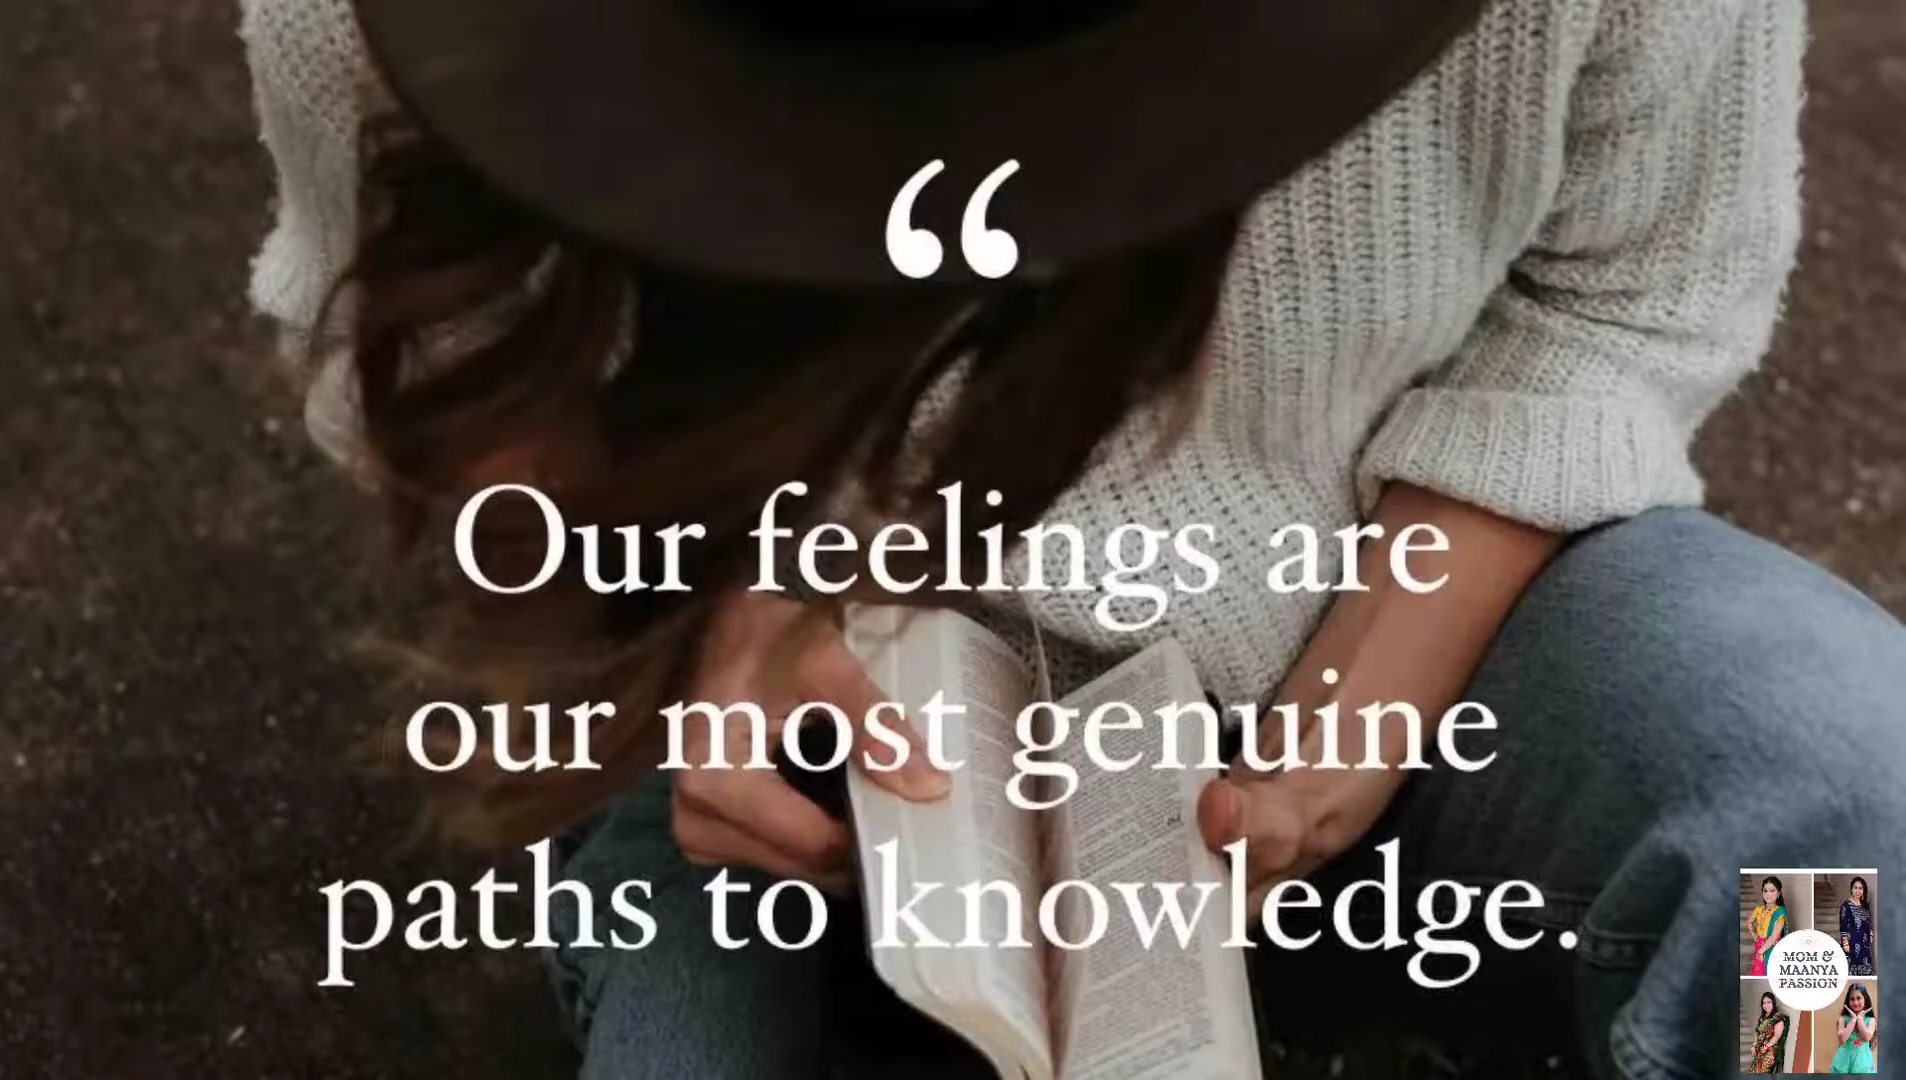 “
Our feelings are
our most genuine
paths to knowledge.
MOM &
MAANYA
PASSION